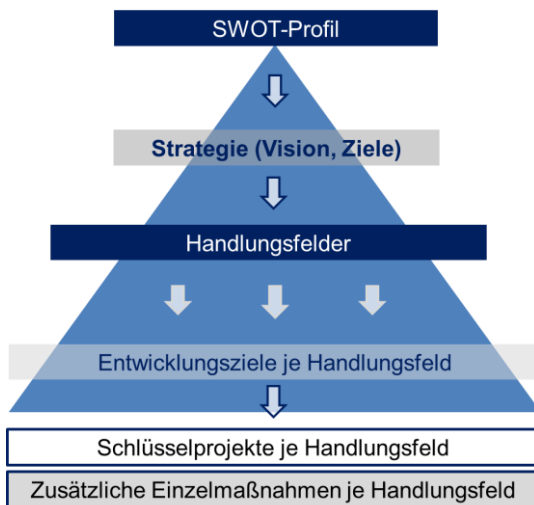 SWOT-Profil
Strategie (Vision, Ziele)
Handlungsfelder
Entwicklungsziele je Handlungsfeld
Schlüsselprojekte je Handlungsfeld
Zusätzliche Einzelmaßnahmen je Handlungsfeld